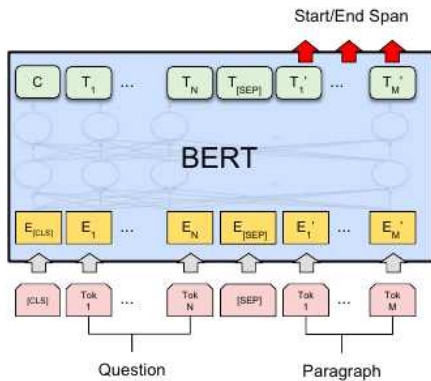 Start/End Span
C T1 ... TN T[SEP] T1' ... TM'
BERT
E[CLS] E1 ... EN E[SEP] E1' ... EM'
[CLS] Tok 1 ... Tok N [SEP] Tok 1 ... Tok M
Question Paragraph